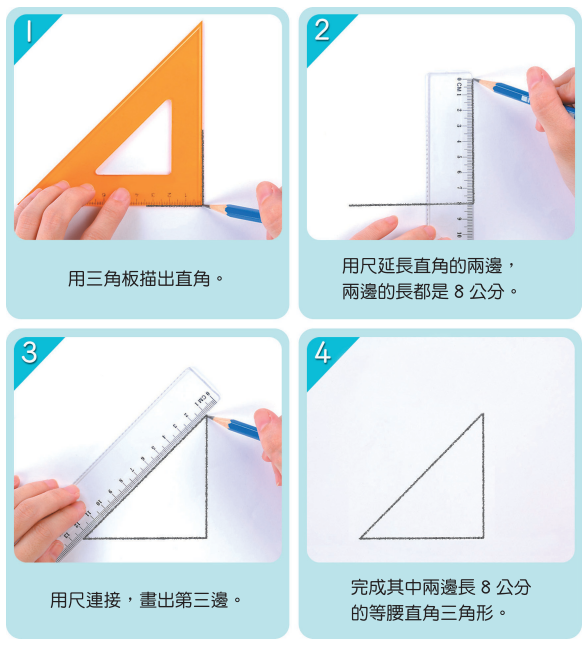 1
用三角板描出直角。
2
用尺延長直角的兩邊，
兩邊的長都是 8 公分。
3
用尺連接，畫出第三邊。
4
完成其中兩邊長 8 公分
的等腰直角三角形。